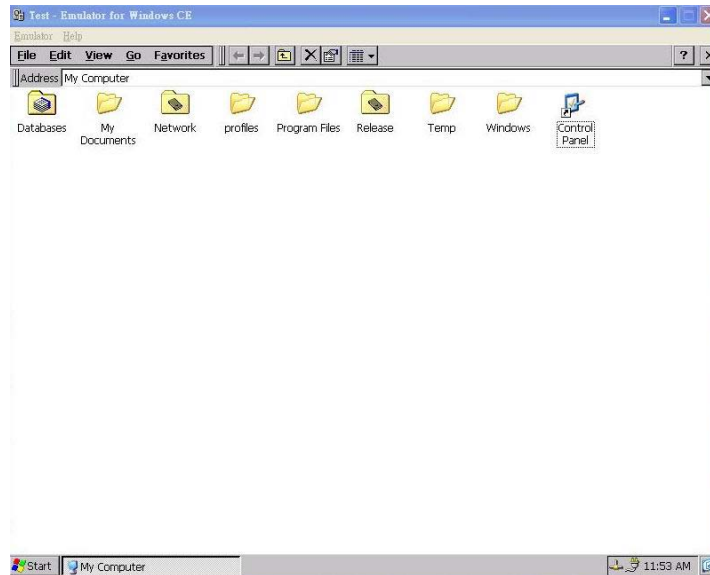 Test - Emulator for Windows CE
Emulator Help
File Edit View Go Favorites ?
Address My Computer
Databases
My Documents
Network
profiles
Program Files
Release
Temp
Windows
Control Panel
Start My Computer 11:53 AM